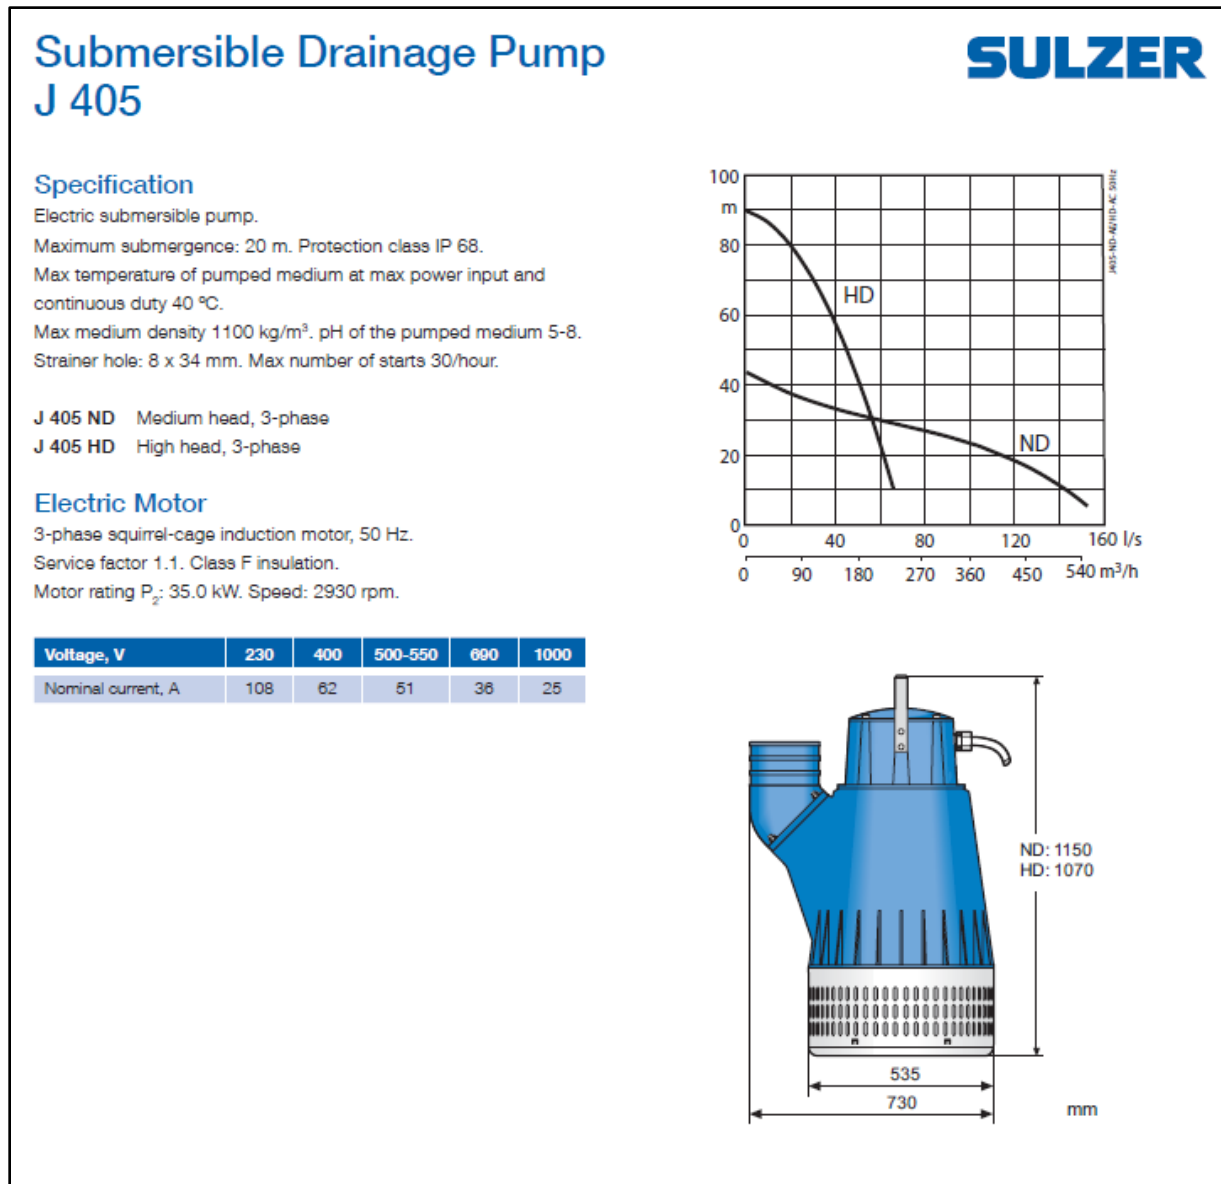 Submersible Drainage Pump
J 405
SULZER
Specification
Electric submersible pump.
Maximum submergence: 20 m. Protection class IP 68.
Max temperature of pumped medium at max power input and
continuous duty 40 ºC.
Max medium density 1100 kg/m³. pH of the pumped medium 5-8.
Strainer hole: 8 x 34 mm. Max number of starts 30/hour.
J 405 ND Medium head, 3-phase
J 405 HD High head, 3-phase
Electric Motor
3-phase squirrel-cage induction motor, 50 Hz.
Service factor 1.1. Class F insulation.
Motor rating P₂: 35.0 kW. Speed: 2930 rpm.
Voltage, V 230 400 500-550 690 1000
Nominal current, A 108 62 51 36 25
100
m
80
60
40
20
0
HD
ND
0 40 80 120 160 l/s
0 90 180 270 360 450 540 m³/h
ND: 1150
HD: 1070
535
730
mm